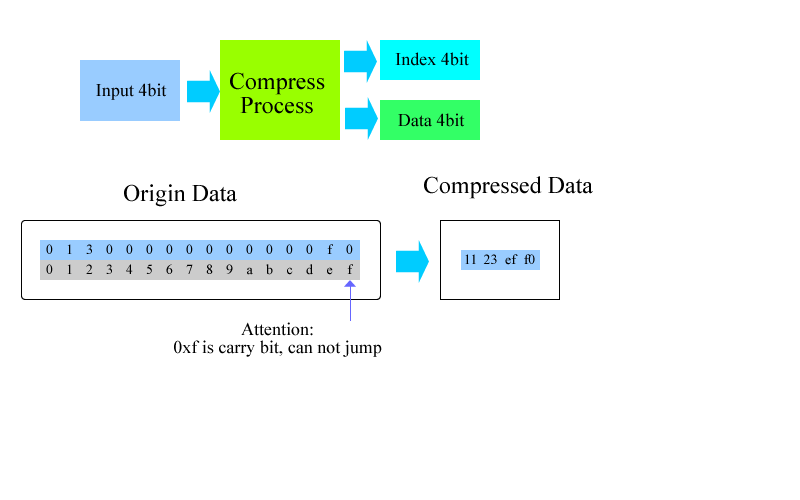 Input 4bit
Compress
Process
Index 4bit
Data 4bit
Origin Data
Compressed Data
0 1 3 0 0 0 0 0 0 0 0 0 0 0 f 0
0 1 2 3 4 5 6 7 8 9 a b c d e f
11 23 ef f0
Attention:
0xf is carry bit, can not jump